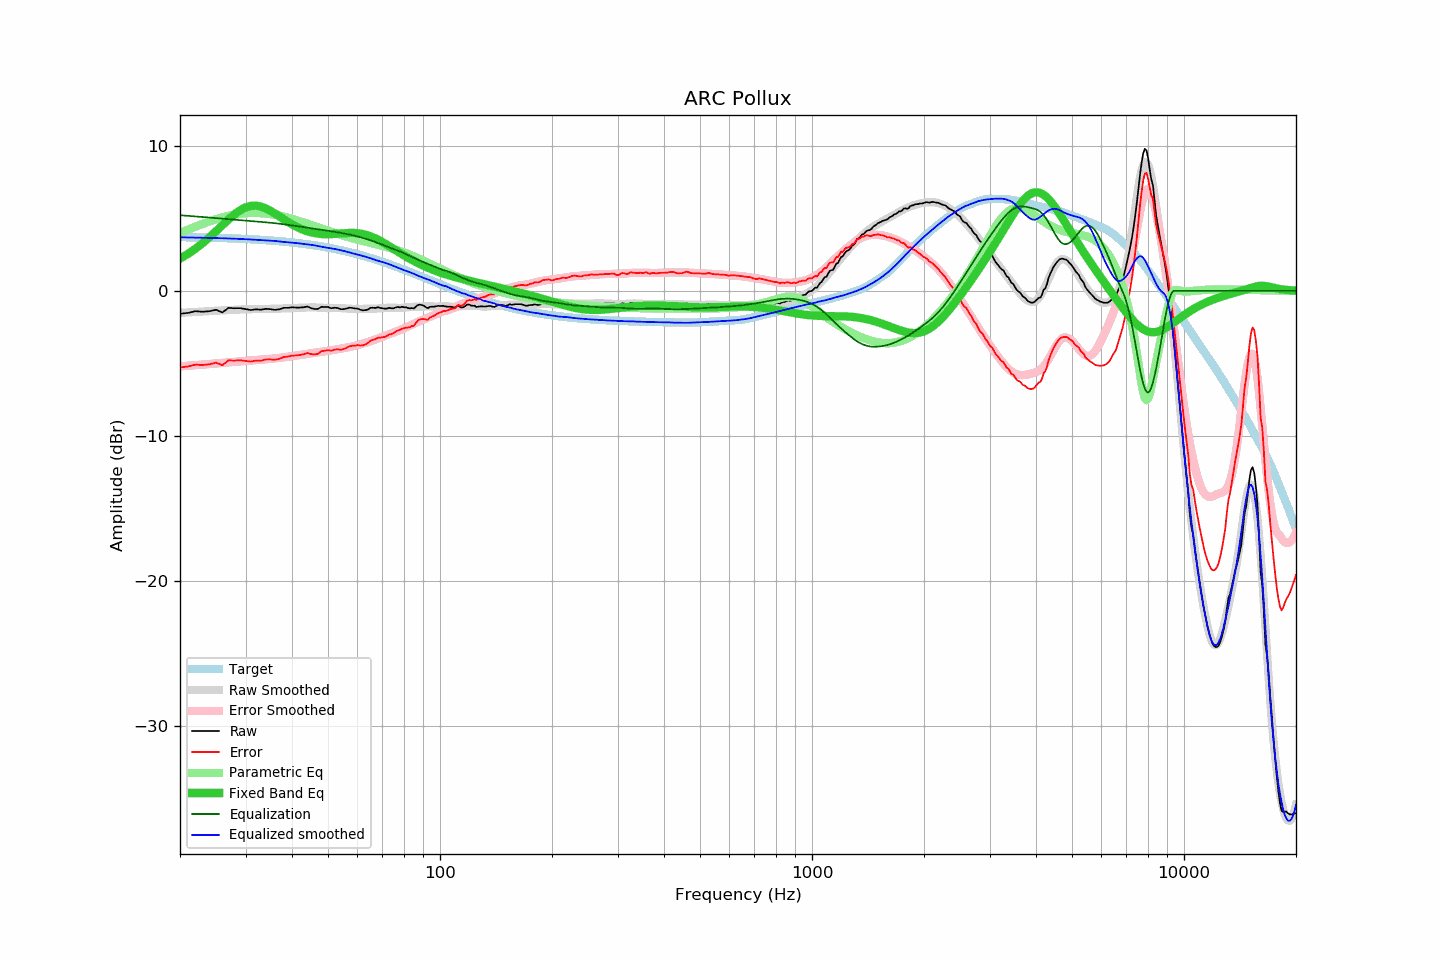 ARC Pollux
10
0
−10
−20
−30
Amplitude (dBr)
Target
Raw Smoothed
Error Smoothed
Raw
Error
Parametric Eq
Fixed Band Eq
Equalization
Equalized smoothed
100
1000
10000
Frequency (Hz)